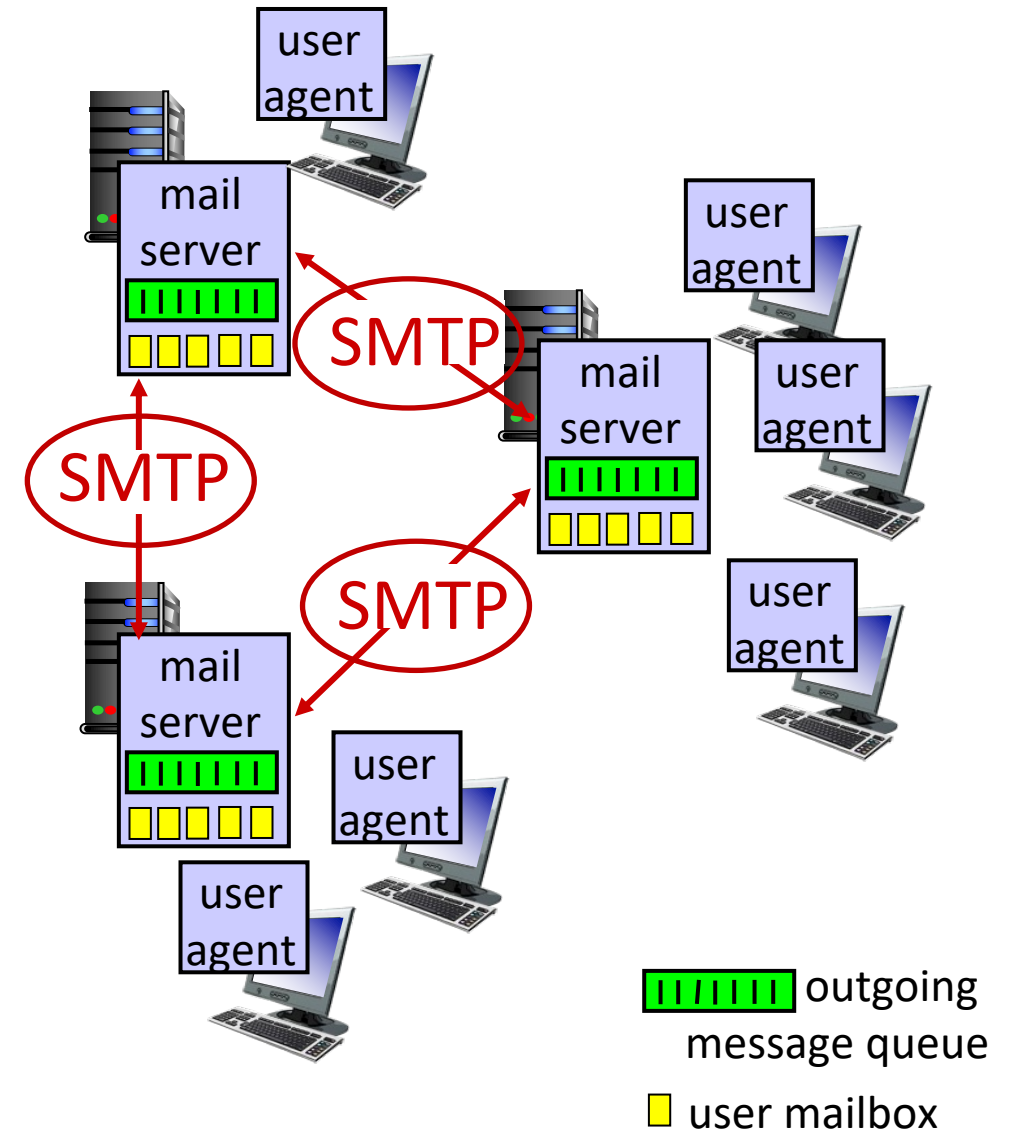 user
agent
mail
server
user
agent
SMTP
mail
server
user
agent
SMTP
SMTP
user
agent
mail
server
user
agent
user
agent
outgoing
message queue
user mailbox